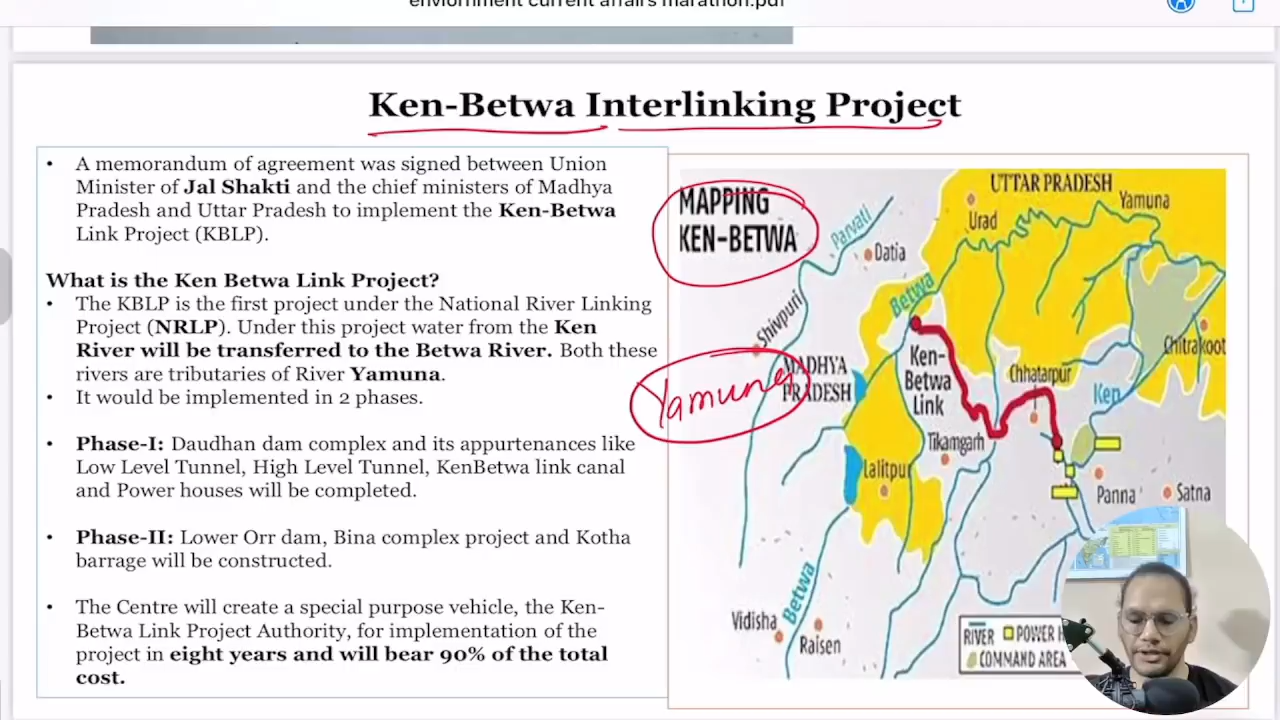 enviornment current affairs marathon.pdf
Ken-Betwa Interlinking Project
• A memorandum of agreement was signed between Union
Minister of Jal Shakti and the chief ministers of Madhya
Pradesh and Uttar Pradesh to implement the Ken-Betwa
Link Project (KBLP).
What is the Ken Betwa Link Project?
• The KBLP is the first project under the National River Linking
Project (NRLP). Under this project water from the Ken
River will be transferred to the Betwa River. Both these
rivers are tributaries of River Yamuna.
• It would be implemented in 2 phases.
• Phase-I: Daudhan dam complex and its appurtenances like
Low Level Tunnel, High Level Tunnel, KenBetwa link canal
and Power houses will be completed.
• Phase-II: Lower Orr dam, Bina complex project and Kotha
barrage will be constructed.
• The Centre will create a special purpose vehicle, the Ken-
Betwa Link Project Authority, for implementation of the
project in eight years and will bear 90% of the total
cost.
MAPPING
KEN-BETWA
UTTAR PRADESH
Yamuna
Urad
Parvati
Datia
Betwa
Shivpuri
Chitrakoot
Ken-
Betwa
Link
MADHYA
PRADESH
Yamuna
Chhatarpur
Ken
Tikamgarh
Lalitpur
Panna
Satna
Betwa
Vidisha
Raisen
RIVER
POWER H
COMMAND AREA